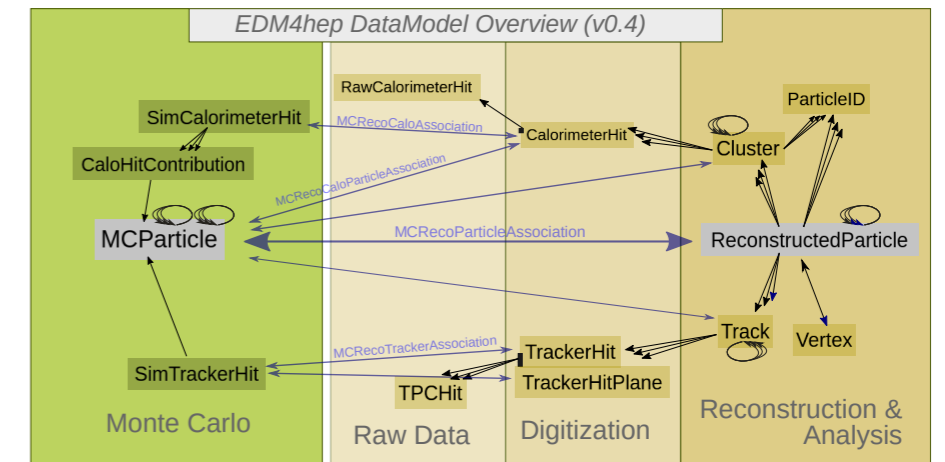 EDM4hep DataModel Overview (v0.4)
RawCalorimeterHit
ParticleID
SimCalorimeterHit
MCRecoCaloAssociation
CalorimeterHit
Cluster
CaloHitContribution
MCRecoCaloParticleAssociation
MCParticle
MCRecoParticleAssociation
ReconstructedParticle
Track
Vertex
MCRecoTrackerAssociation
TrackerHit
SimTrackerHit
TrackerHitPlane
TPCHit
Monte Carlo
Raw Data
Digitization
Reconstruction &
Analysis